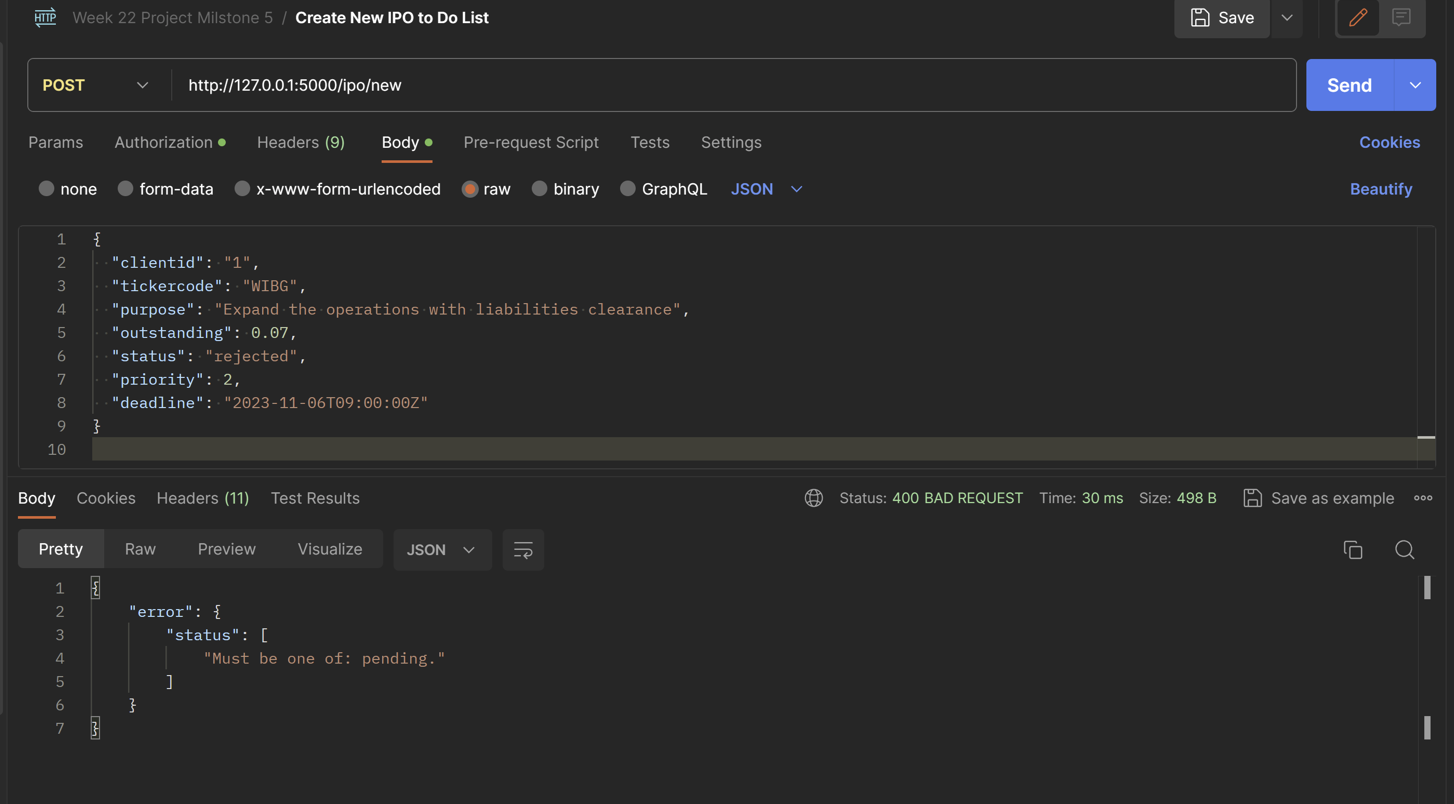 HTTP Week 22 Project Milstone 5 / Create New IPO to Do List Save
POST http://127.0.0.1:5000/ipo/new Send
Params Authorization Headers (9) Body Pre-request Script Tests Settings Cookies
none form-data x-www-form-urlencoded raw binary GraphQL JSON Beautify
1 {
2 "clientid": "1",
3 "tickercode": "WIBG",
4 "purpose": "Expand the operations with liabilities clearance",
5 "outstanding": 0.07,
6 "status": "rejected",
7 "priority": 2,
8 "deadline": "2023-11-06T09:00:00Z"
9 }
10
Body Cookies Headers (11) Test Results Status: 400 BAD REQUEST Time: 30 ms Size: 498 B Save as example
Pretty Raw Preview Visualize JSON
1 {
2 "error": {
3 "status": [
4 "Must be one of: pending."
5 ]
6 }
7 }